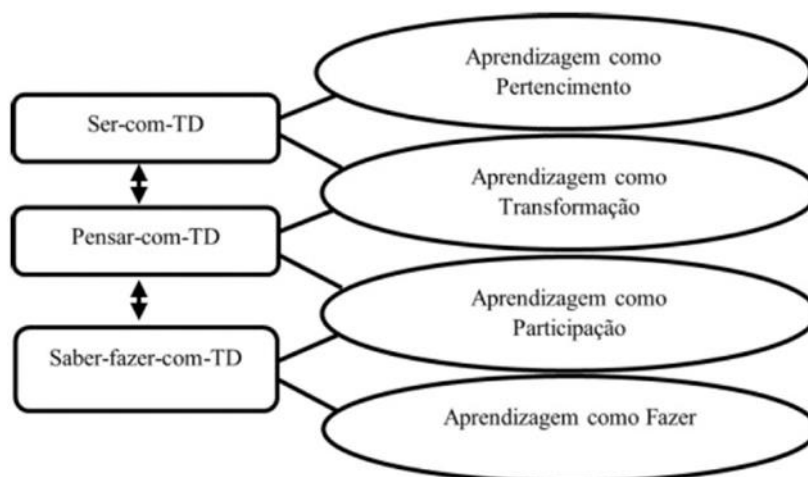 Ser-com-TD
Pensar-com-TD
Saber-fazer-com-TD
Aprendizagem como
Pertencimento
Aprendizagem como
Transformação
Aprendizagem como
Participação
Aprendizagem como Fazer